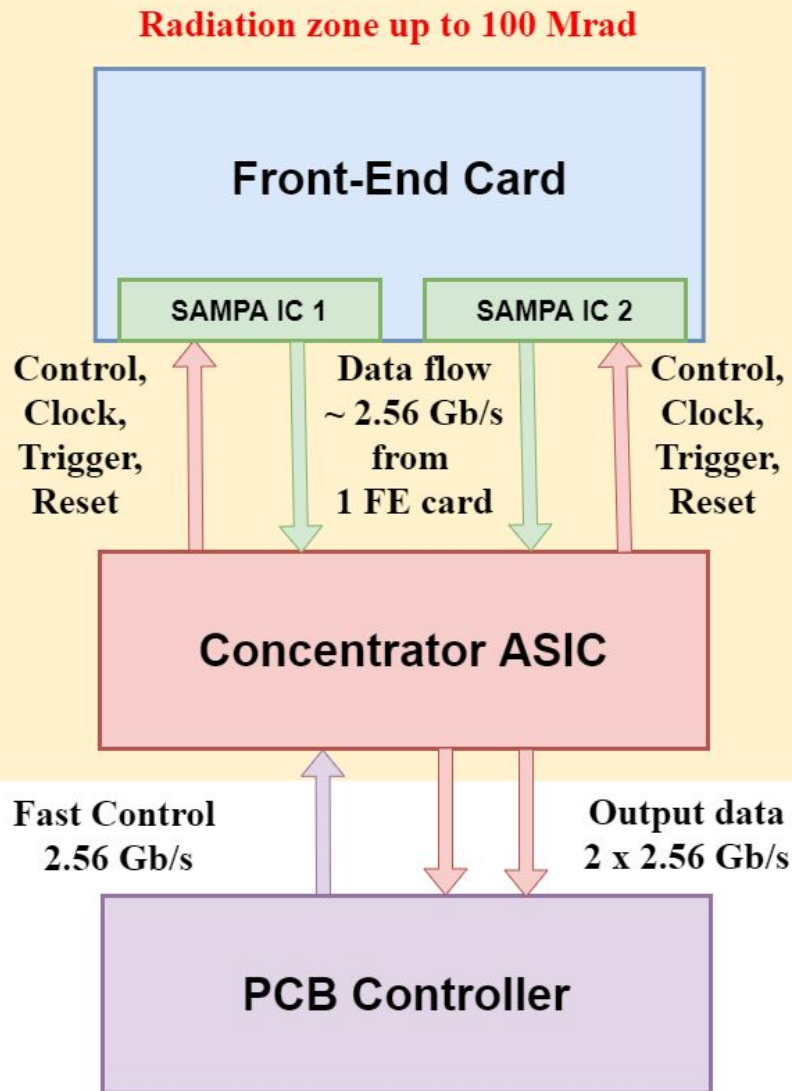 Radiation zone up to 100 Mrad
Front-End Card
SAMPA IC 1
SAMPA IC 2
Control,
Clock,
Trigger,
Reset
Data flow
~ 2.56 Gb/s
from
1 FE card
Control,
Clock,
Trigger,
Reset
Concentrator ASIC
Fast Control
2.56 Gb/s
Output data
2 x 2.56 Gb/s
PCB Controller